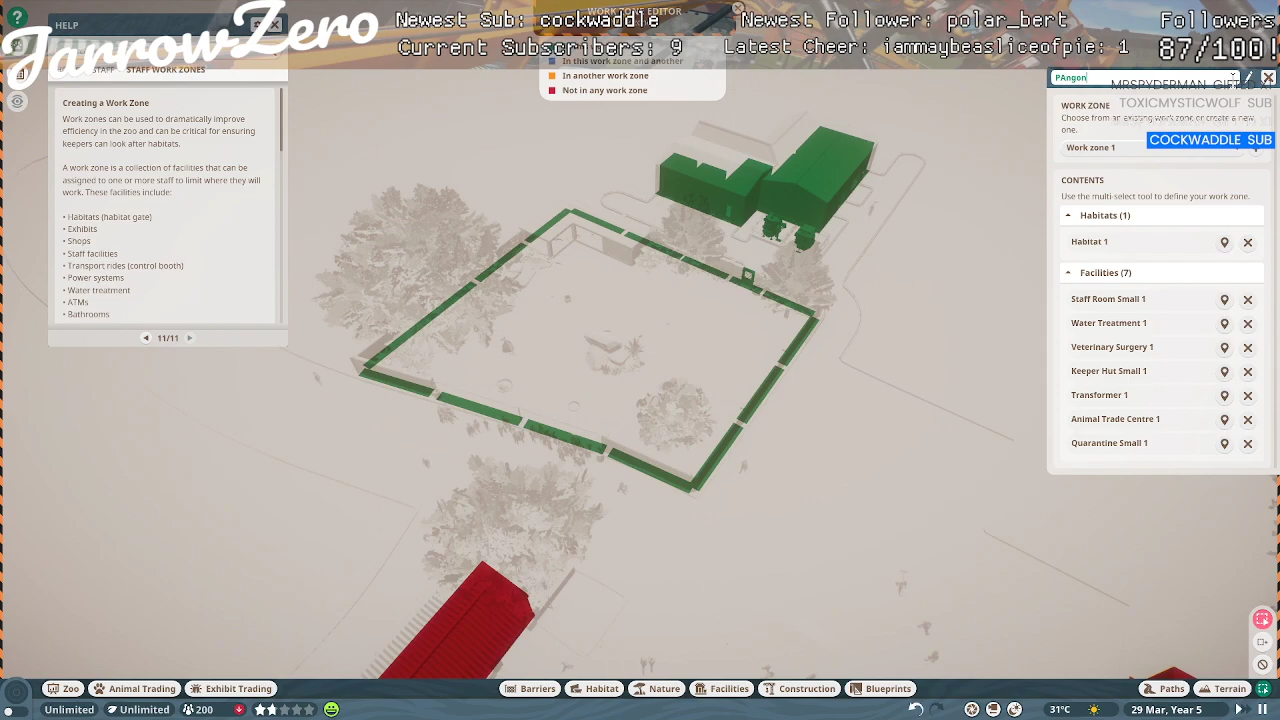 JarrowZero
Newest Sub: cockwaddle
Newest Follower: polar_bert
Followers
Current Subscribers: 9
Latest Cheer: iammaybeasliceofpie: 1
87/100!
HELP
WORK ZONE EDITOR
STAFF
STAFF WORK ZONES
Creating a Work Zone
Work zones can be used to dramatically improve
efficiency in the zoo and can be critical for ensuring
keepers can look after habitats.
A work zone is a collection of facilities that can be
assigned to one or more staff to limit where they will
work. These facilities include:
• Habitats (habitat gate)
• Exhibits
• Shops
• Staff facilities
• Transport rides (control booth)
• Power systems
• Water treatment
• ATMs
• Bathrooms
11/11
In this work zone and another
In another work zone
Not in any work zone
PAngon
MRSPYDERMAN GIFTED X1
TOXICMYSTICWOLF SUB
COCKWADDLE SUB
WORK ZONE
Choose from an existing work zone or create a new
one.
Work zone 1
CONTENTS
Use the multi-select tool to define your work zone.
Habitats (1)
Habitat 1
Facilities (7)
Staff Room Small 1
Water Treatment 1
Veterinary Surgery 1
Keeper Hut Small 1
Transformer 1
Animal Trade Centre 1
Quarantine Small 1
Zoo
Animal Trading
Exhibit Trading
Barriers
Habitat
Nature
Facilities
Construction
Blueprints
Paths
Terrain
Unlimited
Unlimited
200
31°C
29 Mar, Year 5